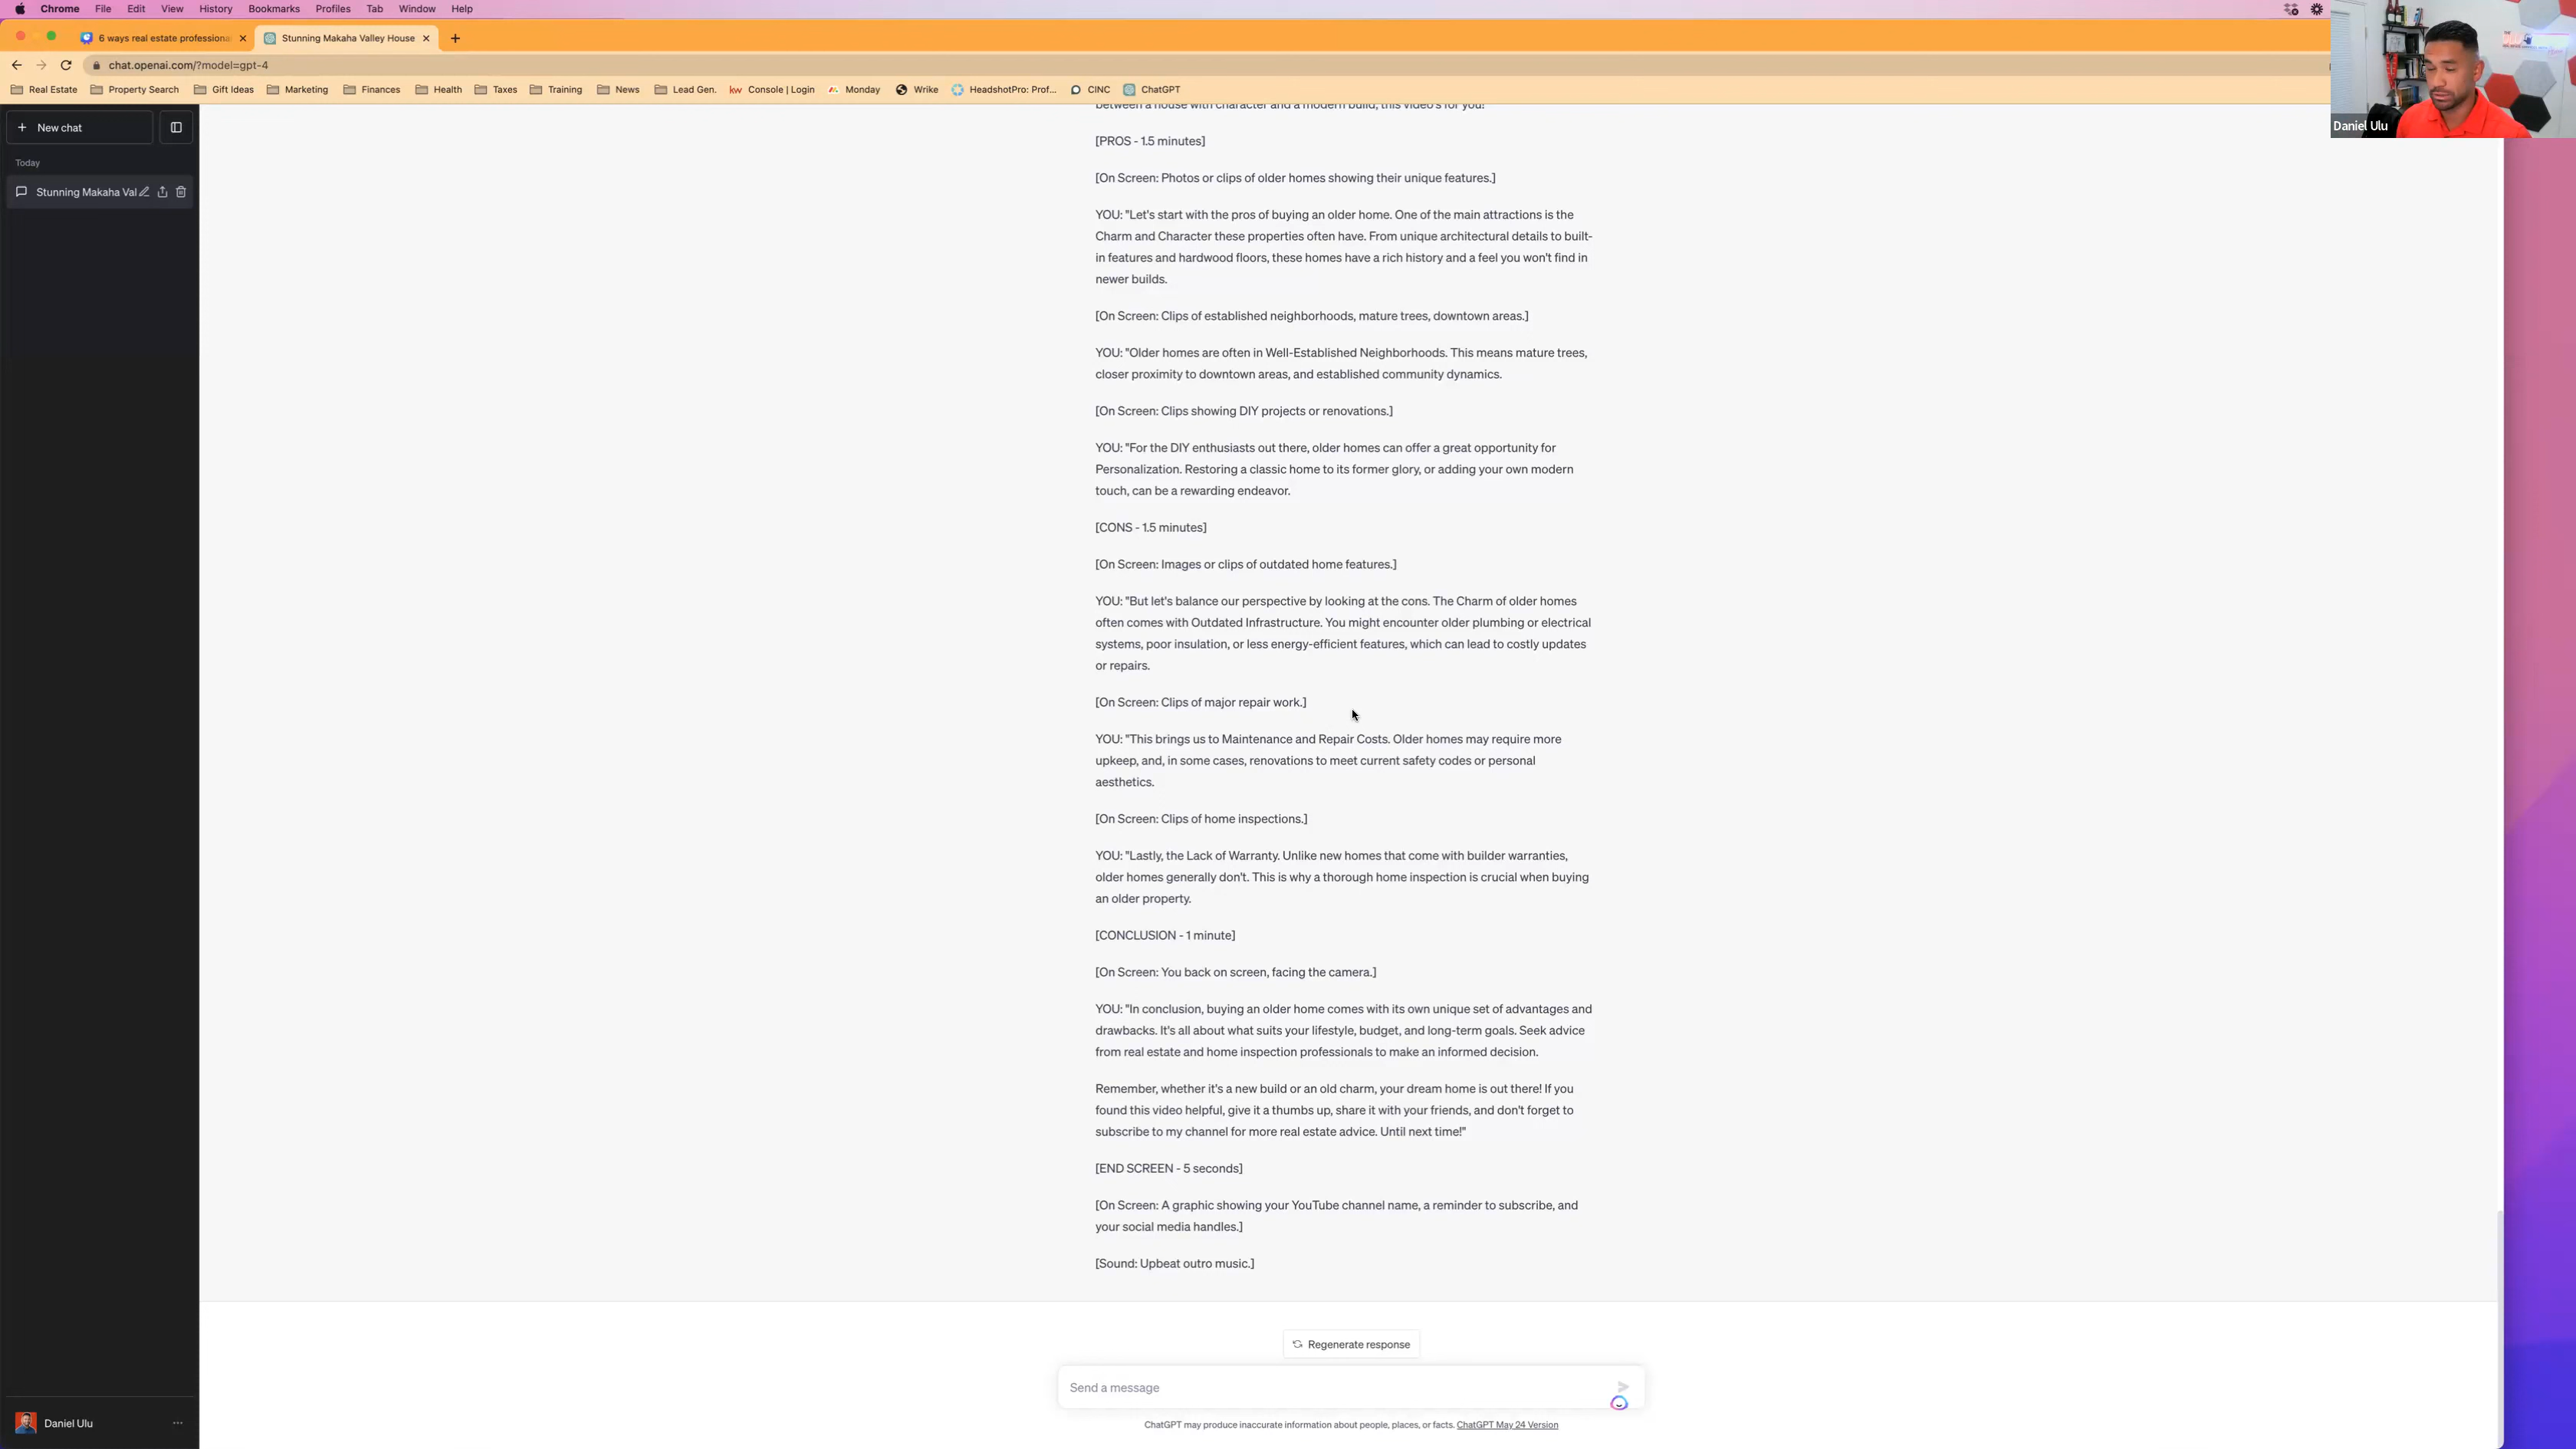 Chrome File Edit View History Bookmarks Profiles Tab Window Help
6 ways real estate professiona
Stunning Makaha Valley House
chat.openai.com/?model=gpt-4
Real Estate Property Search Gift Ideas Marketing Finances Health Taxes Training News Lead Gen. kw Console | Login Monday Wrike HeadshotPro: Prof... CINC ChatGPT
Daniel Ulu
New chat
Today
Stunning Makaha Val
between a house with character and a modern build, this video's for you!
[PROS - 1.5 minutes]
[On Screen: Photos or clips of older homes showing their unique features.]
YOU: "Let's start with the pros of buying an older home. One of the main attractions is the
Charm and Character these properties often have. From unique architectural details to built-
in features and hardwood floors, these homes have a rich history and a feel you won't find in
newer builds.
[On Screen: Clips of established neighborhoods, mature trees, downtown areas.]
YOU: "Older homes are often in Well-Established Neighborhoods. This means mature trees,
closer proximity to downtown areas, and established community dynamics.
[On Screen: Clips showing DIY projects or renovations.]
YOU: "For the DIY enthusiasts out there, older homes can offer a great opportunity for
Personalization. Restoring a classic home to its former glory, or adding your own modern
touch, can be a rewarding endeavor.
[CONS - 1.5 minutes]
[On Screen: Images or clips of outdated home features.]
YOU: "But let's balance our perspective by looking at the cons. The Charm of older homes
often comes with Outdated Infrastructure. You might encounter older plumbing or electrical
systems, poor insulation, or less energy-efficient features, which can lead to costly updates
or repairs.
[On Screen: Clips of major repair work.]
YOU: "This brings us to Maintenance and Repair Costs. Older homes may require more
upkeep, and, in some cases, renovations to meet current safety codes or personal
aesthetics.
[On Screen: Clips of home inspections.]
YOU: "Lastly, the Lack of Warranty. Unlike new homes that come with builder warranties,
older homes generally don't. This is why a thorough home inspection is crucial when buying
an older property.
[CONCLUSION - 1 minute]
[On Screen: You back on screen, facing the camera.]
YOU: "In conclusion, buying an older home comes with its own unique set of advantages and
drawbacks. It's all about what suits your lifestyle, budget, and long-term goals. Seek advice
from real estate and home inspection professionals to make an informed decision.
Remember, whether it's a new build or an old charm, your dream home is out there! If you
found this video helpful, give it a thumbs up, share it with your friends, and don't forget to
subscribe to my channel for more real estate advice. Until next time!"
[END SCREEN - 5 seconds]
[On Screen: A graphic showing your YouTube channel name, a reminder to subscribe, and
your social media handles.]
[Sound: Upbeat outro music.]
Regenerate response
Send a message
ChatGPT may produce inaccurate information about people, places, or facts. ChatGPT May 24 Version
Daniel Ulu